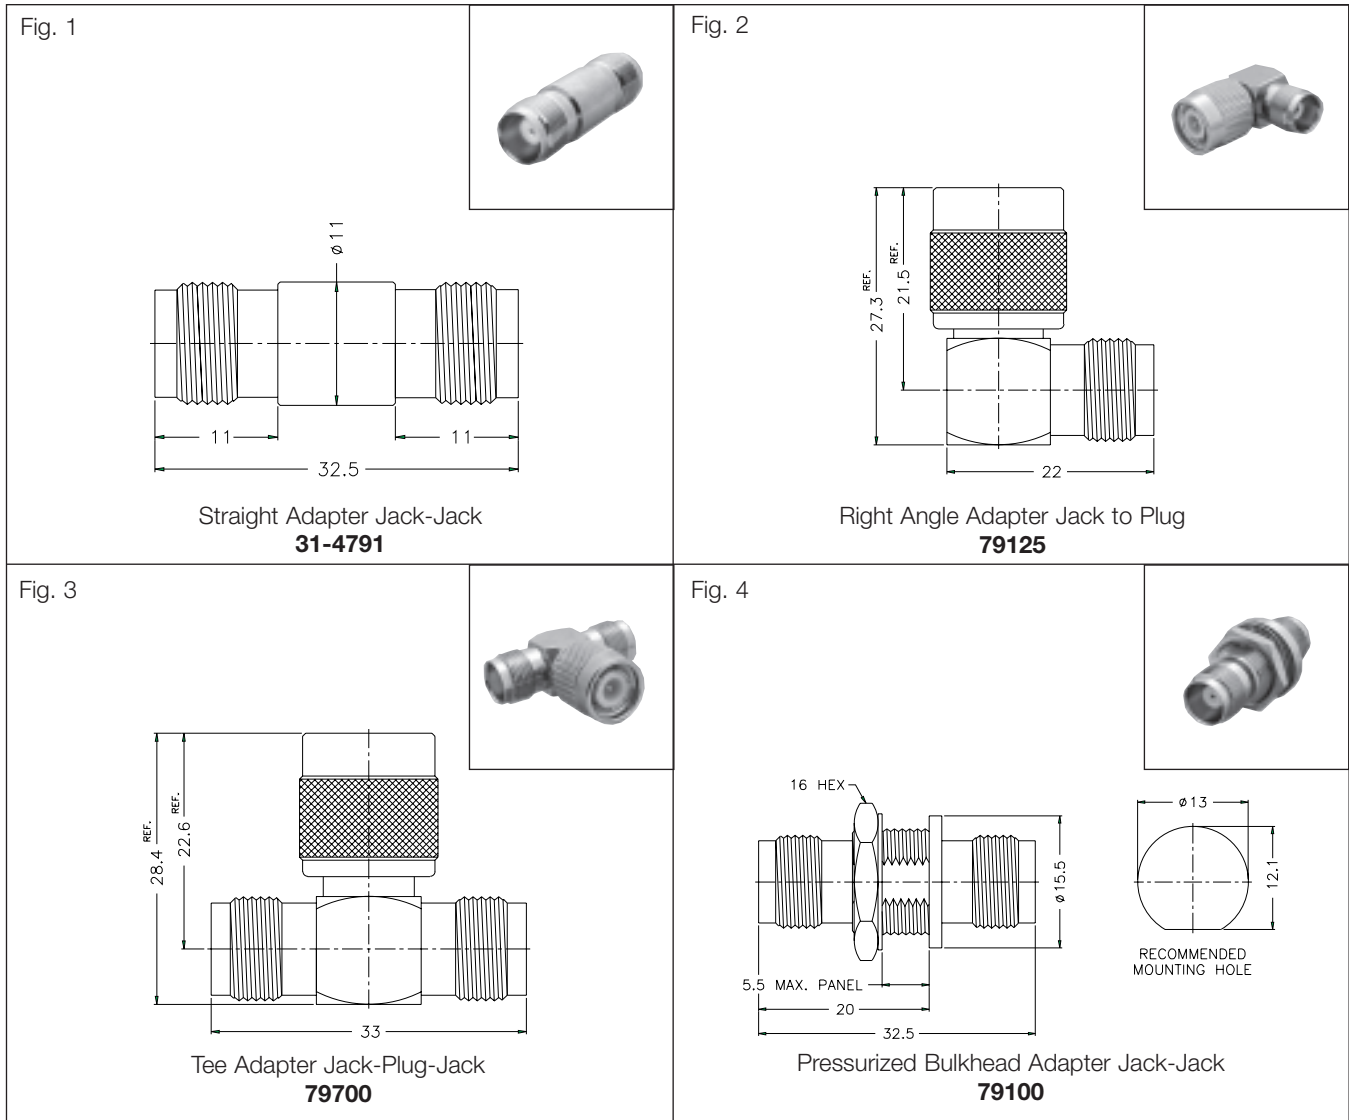 Fig. 1
ø11
11
11
32.5
Straight Adapter Jack-Jack
31-4791
Fig. 2
27.3 REF.
21.5 REF.
22
Right Angle Adapter Jack to Plug
79125
Fig. 3
28.4 REF.
22.6 REF.
33
Tee Adapter Jack-Plug-Jack
79700
Fig. 4
16 HEX
ø13
ø15.5
12.1
RECOMMENDED
MOUNTING HOLE
5.5 MAX. PANEL
20
32.5
Pressurized Bulkhead Adapter Jack-Jack
79100